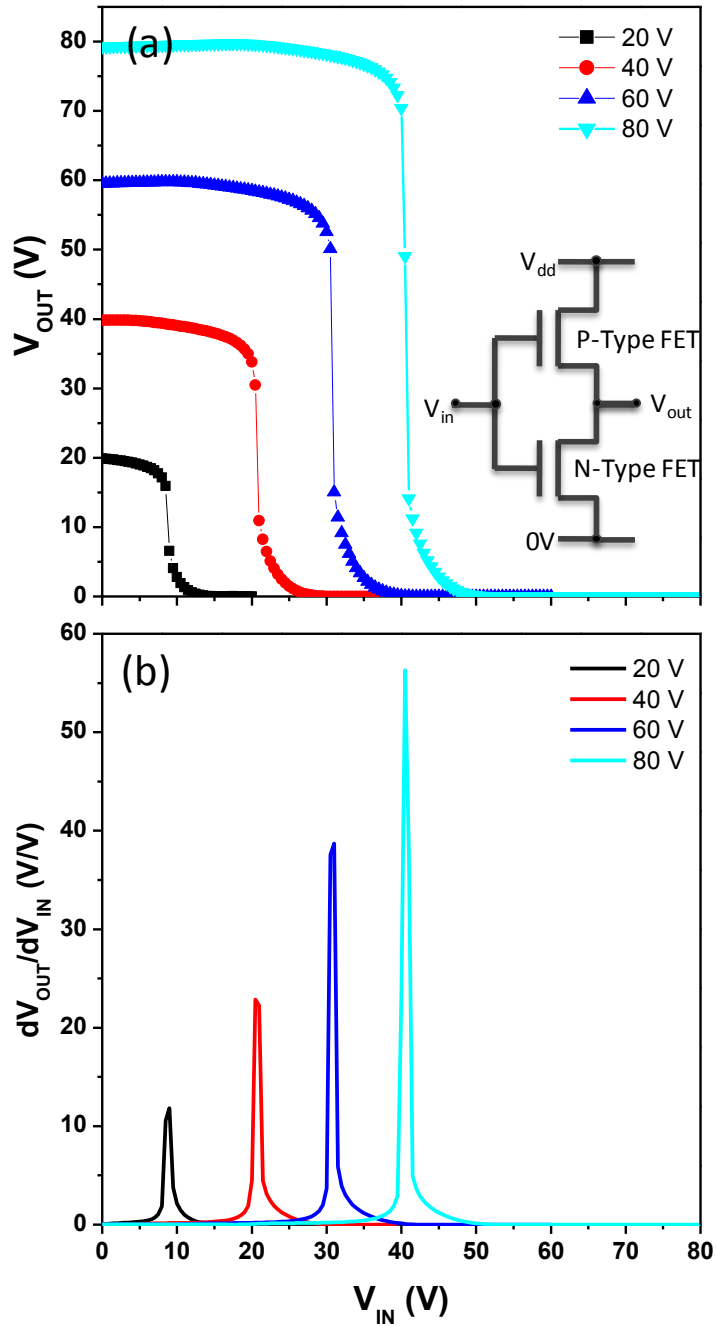 (a)
20 V
40 V
60 V
80 V
80
70
60
50
40
30
20
10
0
V_OUT (V)
V_dd
P-Type FET
V_in
V_out
N-Type FET
0V
(b)
20 V
40 V
60 V
80 V
60
50
40
30
20
10
0
dV_OUT/dV_IN (V/V)
0 10 20 30 40 50 60 70 80
V_IN (V)